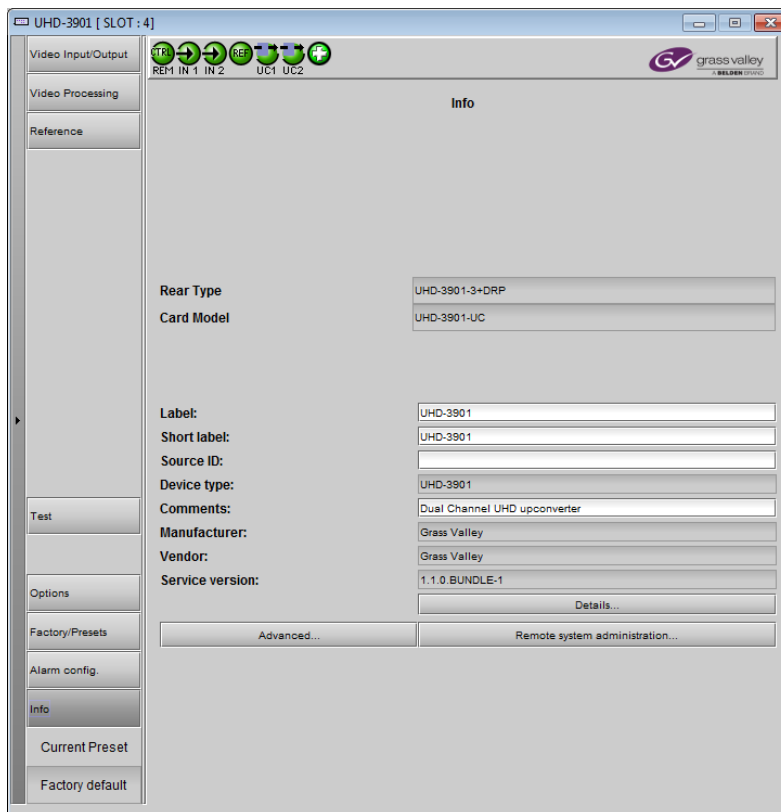 UHD-3901 [ SLOT : 4]
Video Input/Output
Video Processing
Reference
Test
Options
Factory/Presets
Alarm config.
Info
Current Preset
Factory default
CTRL REF
REM IN 1 IN 2 UC1 UC2
GV grassvalley
A BELDEN BRAND
Info
Rear Type UHD-3901-3+DRP
Card Model UHD-3901-UC
Label: UHD-3901
Short label: UHD-3901
Source ID:
Device type: UHD-3901
Comments: Dual Channel UHD upconverter
Manufacturer: Grass Valley
Vendor: Grass Valley
Service version: 1.1.0.BUNDLE-1
Details...
Advanced... Remote system administration...